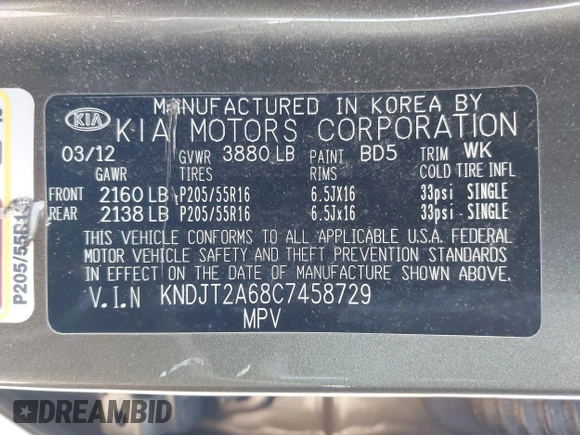 MANUFACTURED IN KOREA BY
KIA KIA MOTORS CORPORATION
03/12 GVWR 3880 LB PAINT BD5 TRIM WK
GAWR TIRES RIMS COLD TIRE INFL
FRONT 2160 LB P205/55R16 6.5JX16 33psi - SINGLE
REAR 2138 LB P205/55R16 6.5Jx16 33psi - SINGLE
THIS VEHICLE CONFORMS TO ALL APPLICABLE U.S.A. FEDERAL
MOTOR VEHICLE SAFETY AND THEFT PREVENTION STANDARDS
IN EFFECT ON THE DATE OF MANUFACTURE SHOWN ABOVE.
V.I.N KNDJT2A68C7458729
MPV
P205/55R16
DREAMBID